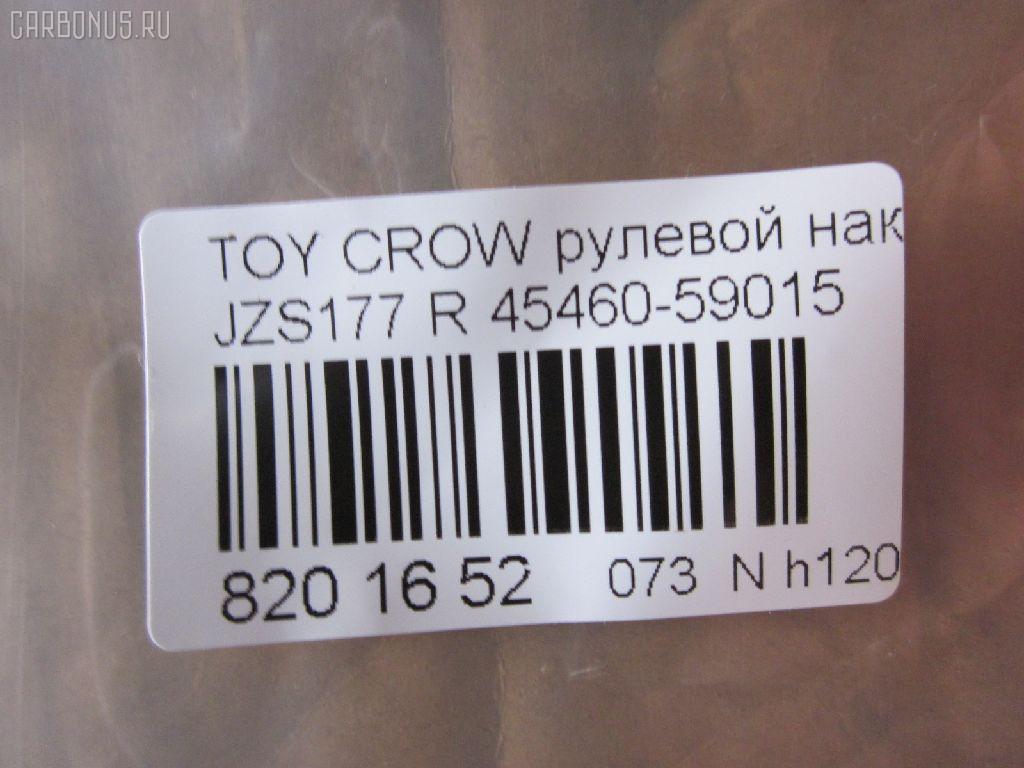 CARBONUS.RU
TOY CROW рулевой нак
JZS177 R 45460-59015
820 16 52 073 N h120